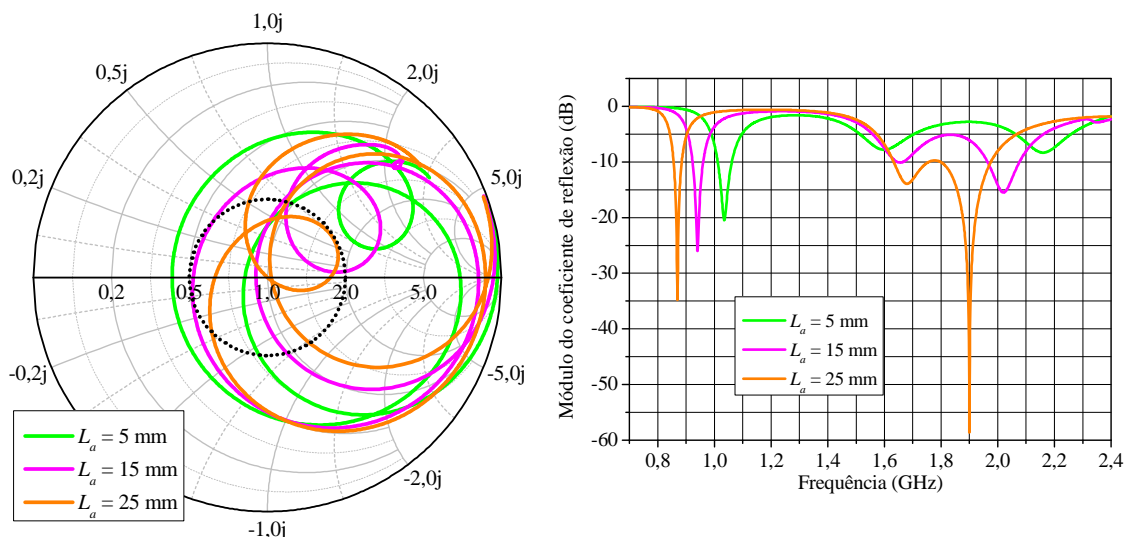 1,0j
0,5j
2,0j
0,2j
5,0j
0,2
0,5
1,0
2,0
5,0
-0,2j
-5,0j
-2,0j
-1,0j
L_a = 5 mm
L_a = 15 mm
L_a = 25 mm
Módulo do coeficiente de reflexão (dB)
0
-10
-20
-30
-40
-50
-60
L_a = 5 mm
L_a = 15 mm
L_a = 25 mm
0,8 1,0 1,2 1,4 1,6 1,8 2,0 2,2 2,4
Frequência (GHz)